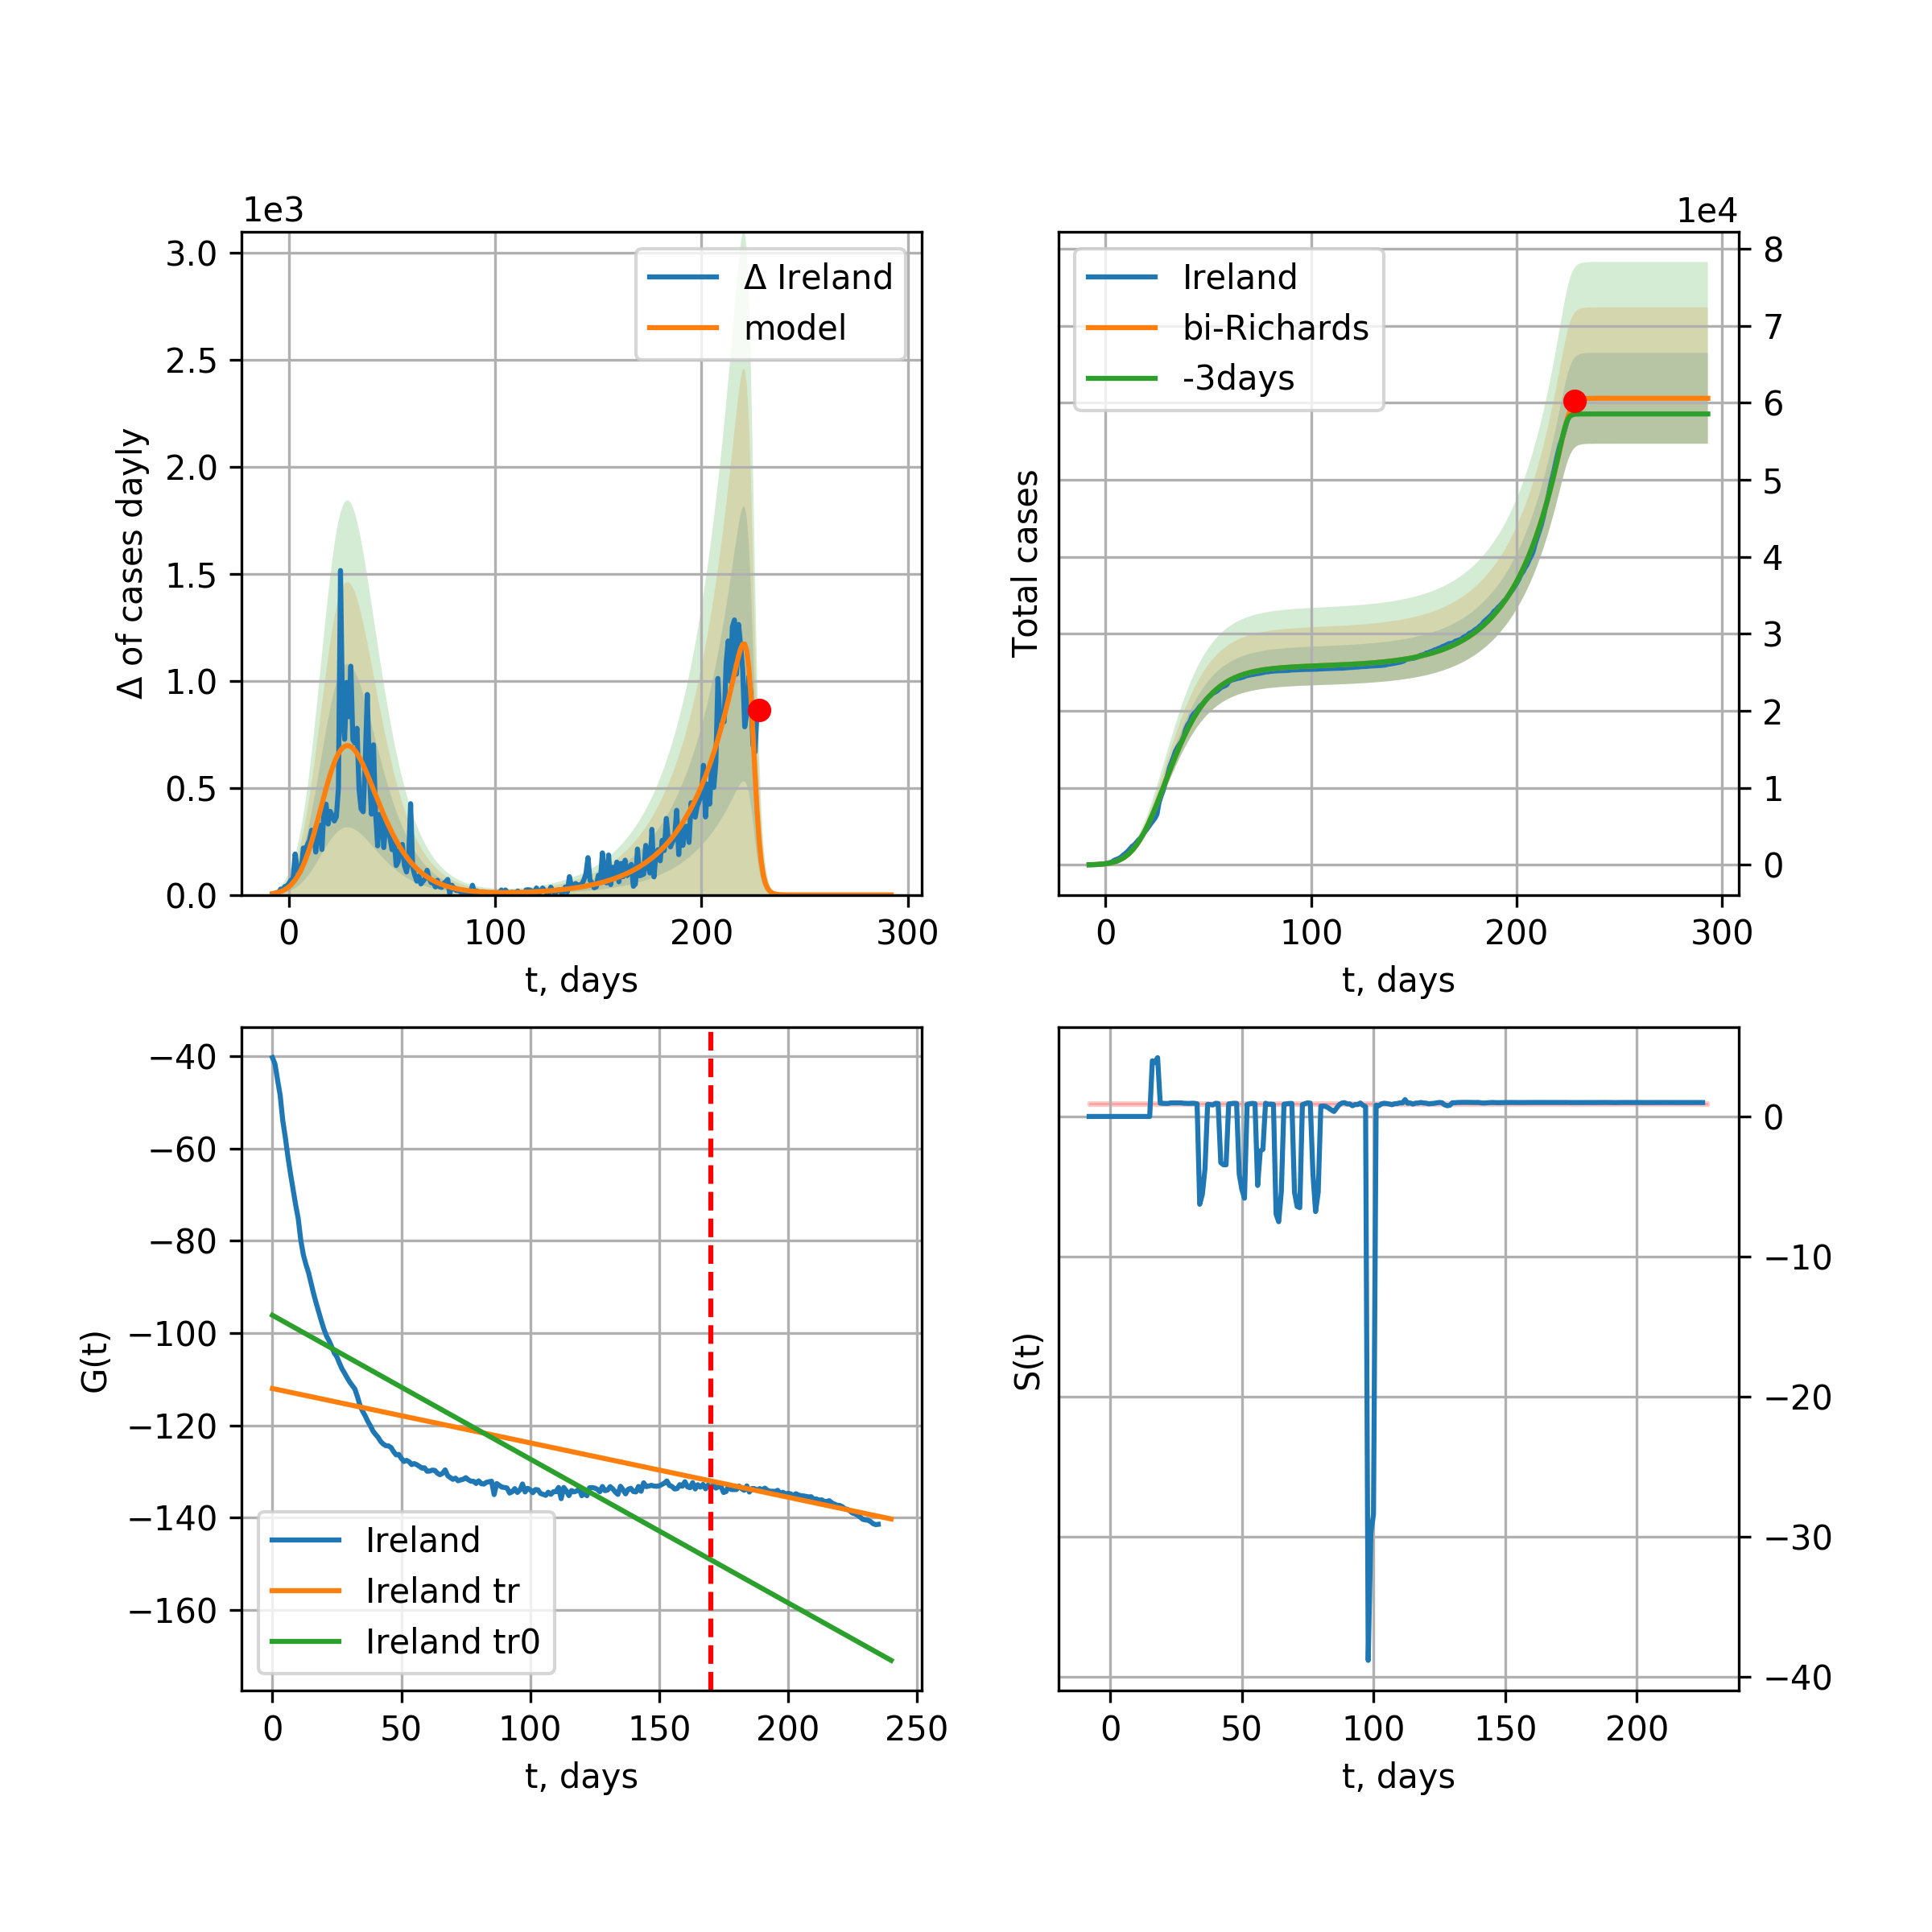 1e3
3.0
2.5
2.0
1.5
1.0
0.5
0.0
Δ of cases dayly
Δ Ireland
model
0 100 200 300
t, days
1e4
Ireland
bi-Richards
-3days
Total cases
8
7
6
5
4
3
2
1
0
0 100 200 300
t, days
−40
−60
−80
−100
−120
−140
−160
G(t)
Ireland
Ireland tr
Ireland tr0
0 50 100 150 200 250
t, days
S(t)
0
−10
−20
−30
−40
0 50 100 150 200
t, days